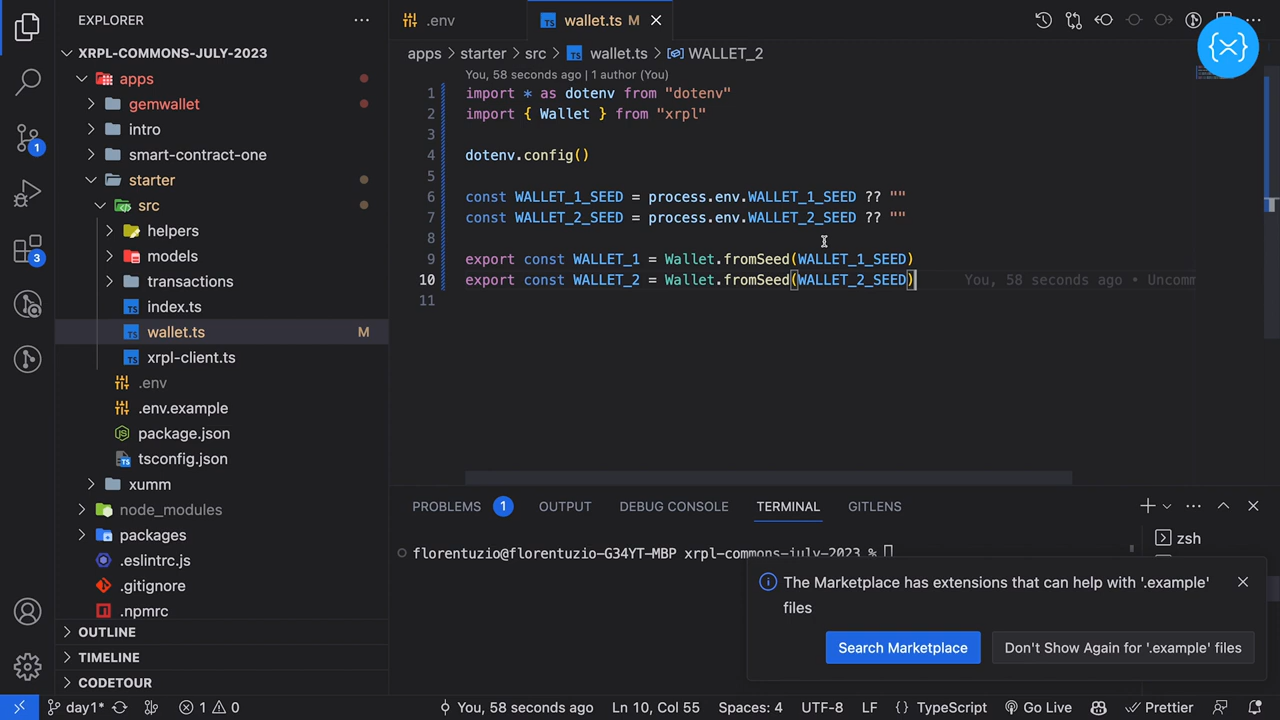 EXPLORER
.env
wallet.ts M
XRPL-COMMONS-JULY-2023
apps > starter > src > wallet.ts > WALLET_2
apps
gemwallet
intro
smart-contract-one
starter
src
helpers
models
transactions
index.ts
wallet.ts M
xrpl-client.ts
.env
.env.example
package.json
tsconfig.json
xumm
node_modules
packages
.eslintrc.js
.gitignore
.npmrc
OUTLINE
TIMELINE
CODETOUR
1
3
You, 58 seconds ago | 1 author (You)
1 import * as dotenv from "dotenv"
2 import { Wallet } from "xrpl"
3
4 dotenv.config()
5
6 const WALLET_1_SEED = process.env.WALLET_1_SEED ?? ""
7 const WALLET_2_SEED = process.env.WALLET_2_SEED ?? ""
8
9 export const WALLET_1 = Wallet.fromSeed(WALLET_1_SEED)
10 export const WALLET_2 = Wallet.fromSeed(WALLET_2_SEED) You, 58 seconds ago • Uncomm
11
PROBLEMS 1 OUTPUT DEBUG CONSOLE TERMINAL GITLENS
florentuzio@florentuzio-G34YT-MBP xrpl-commons-july-2023 %
zsh
The Marketplace has extensions that can help with '.example'
files
Search Marketplace
Don't Show Again for '.example' files
day1* 1 0 You, 58 seconds ago Ln 10, Col 55 Spaces: 4 UTF-8 LF {} TypeScript Go Live Prettier